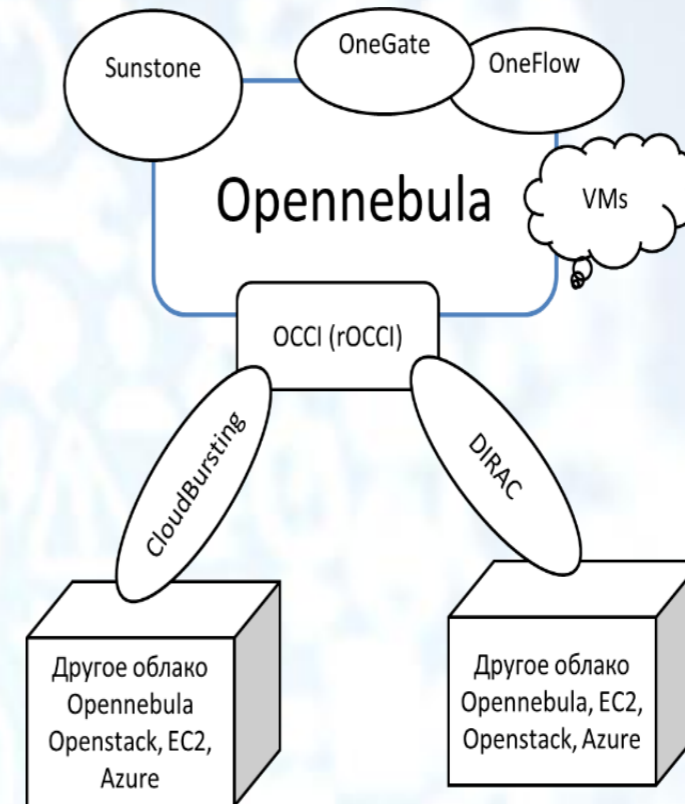 Sunstone
OneGate
OneFlow
Opennebula
VMs
OCCI (rOCCI)
CloudBursting
DIRAC
Другое облако
Opennebula
Openstack, EC2,
Azure
Другое облако
Opennebula, EC2,
Openstack, Azure